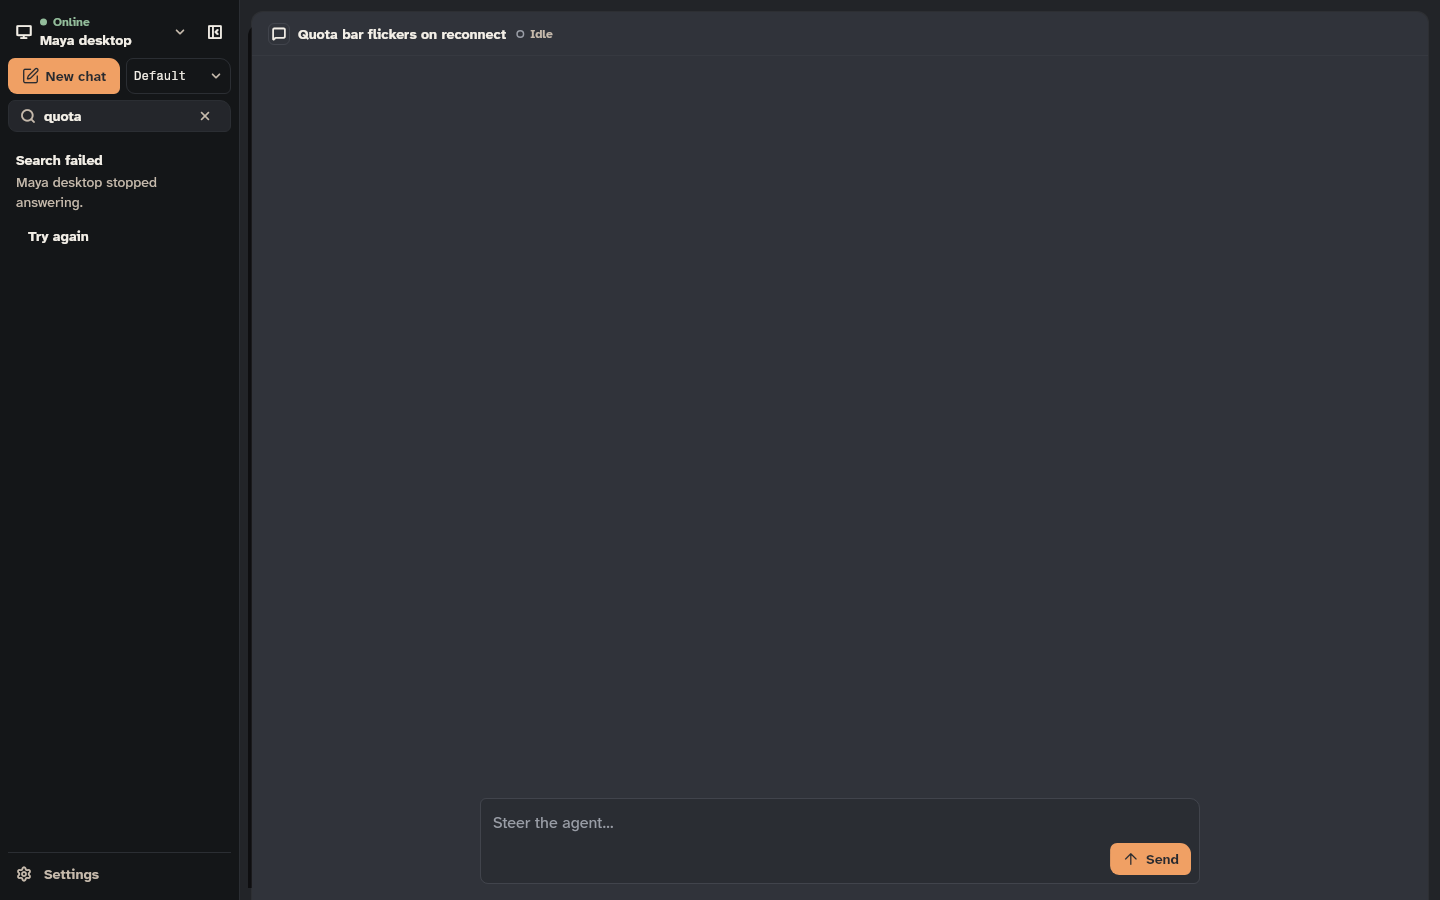 Online
Maya desktop
New chat
Default
quota
Search failed
Maya desktop stopped
answering.
Try again
Settings
Quota bar flickers on reconnect
Idle
Steer the agent...
Send